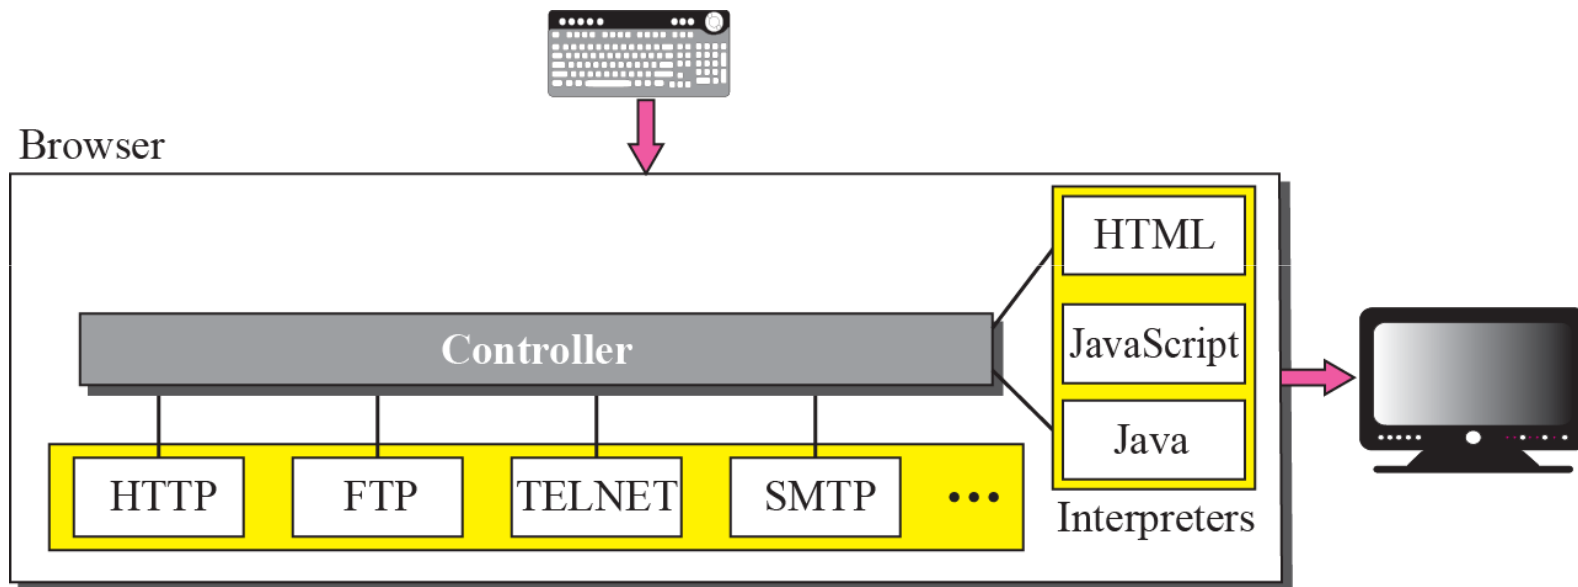 Browser
HTML
JavaScript
Java
Interpreters
Controller
HTTP
FTP
TELNET
SMTP
•••